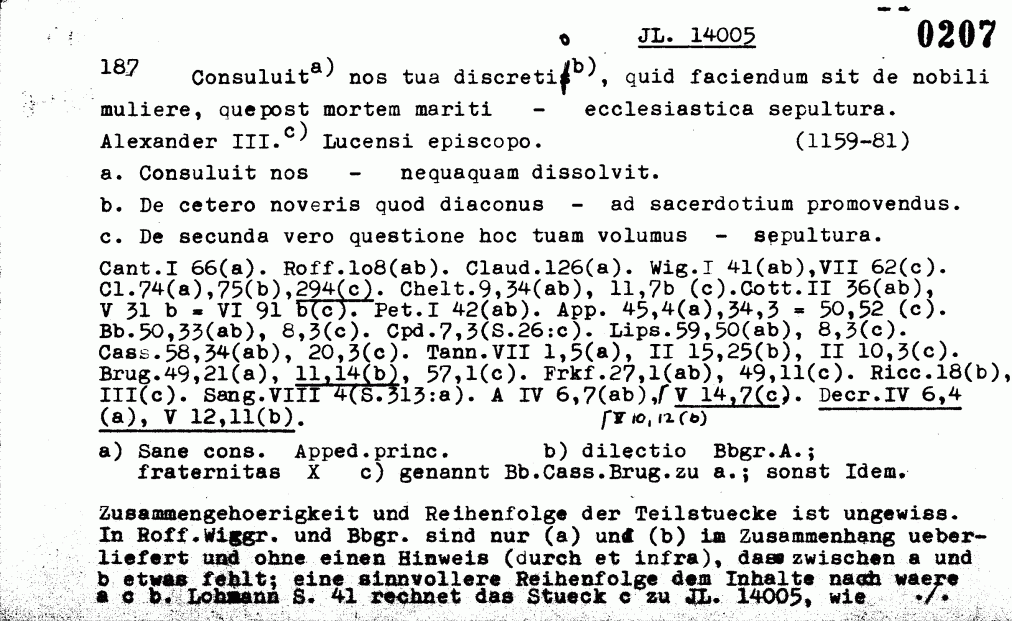 JL. 14005 0207
187 Consuluit a) nos tua discreti b), quid faciendum sit de nobili
muliere, que post mortem mariti - ecclesiastica sepultura.
Alexander III. c) Lucensi episcopo. (1159-81)
a. Consuluit nos - nequaquam dissolvit.
b. De cetero noveris quod diaconus - ad sacerdotium promovendus.
c. De secunda vero questione hoc tuam volumus - sepultura.
Cant.I 66(a). Roff.lo8(ab). Claud.126(a). Wig.I 41(ab),VII 62(c).
Cl.74(a),75(b),294(c). Chelt.9,34(ab), 11,7b (c).Cott.II 36(ab),
V 31 b = VI 91 b(c). Pet.I 42(ab). App. 45,4(a),34,3 = 50,52 (c).
Bb.50,33(ab), 8,3(c). Cpd.7,3(S.26:c). Lips.59,50(ab), 8,3(c).
Cass.58,34(ab), 20,3(c). Tann.VII 1,5(a), II 15,25(b), II 10,3(c).
Brug.49,21(a), 11,14(b), 57,1(c). Frkf.27,1(ab), 49,11(c). Ricc.18(b),
III(c). Sang.VIII 4(S.313:a). A IV 6,7(ab),⌈ V 14,7(c). Decr.IV 6,4
(a), V 12,11(b). ⌈V 10,12(b)
a) Sane cons. Apped.princ. b) dilectio Bbgr.A.;
fraternitas X c) genannt Bb.Cass.Brug.zu a.; sonst Idem.
Zusammengehoerigkeit und Reihenfolge der Teilstuecke ist ungewiss.
In Roff.Wiggr. und Bbgr. sind nur (a) und (b) im Zusammenhang ueber-
liefert und ohne einen Hinweis (durch et infra), dass zwischen a und
b etwas fehlt; eine sinnvollere Reihenfolge dem Inhalte nach waere
a c b. Lohmann S. 41 rechnet das Stueck c zu JL. 14005, wie ./.